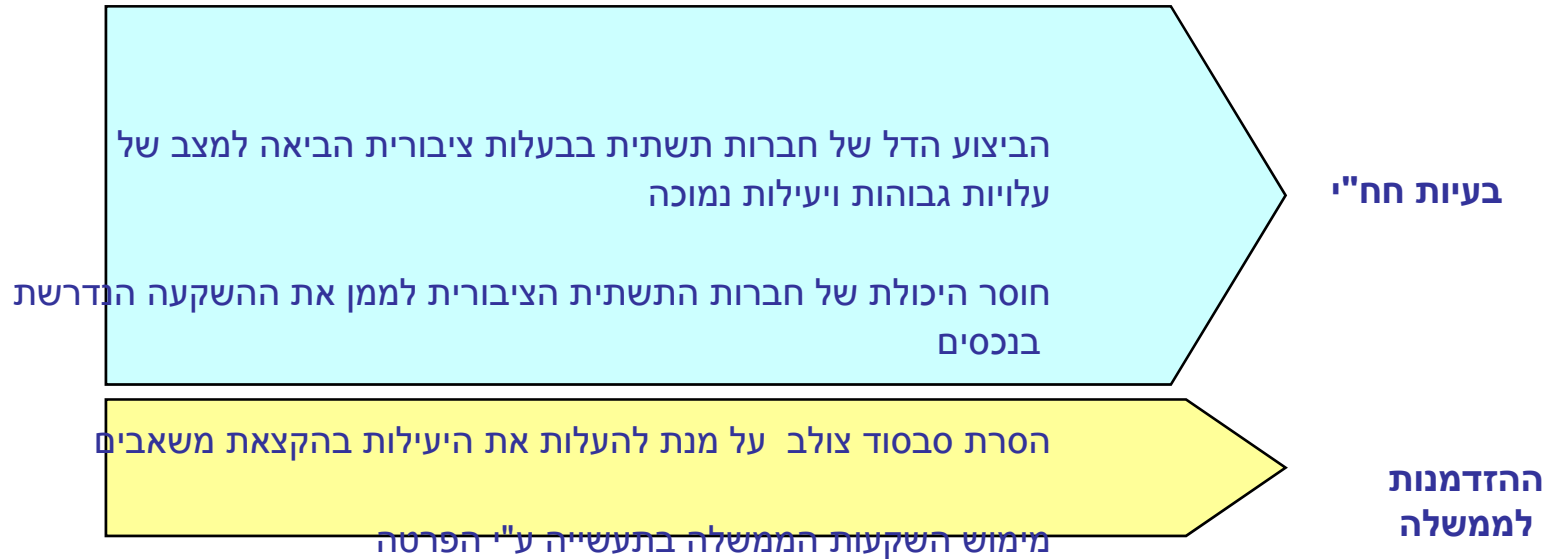 הביצוע הדל של חברות תשתית בבעלות ציבורית הביאה למצב של
עלויות גבוהות ויעילות נמוכה
בעיות חח"י
חוסר היכולת של חברות התשתית הציבורית לממן את ההשקעה הנדרשת
בנכסים
הסרת סבסוד צולב על מנת להעלות את היעילות בהקצאת משאבים
מימוש השקעות הממשלה בתעשייה ע"י הפרטה
ההזדמנות
לממשלה